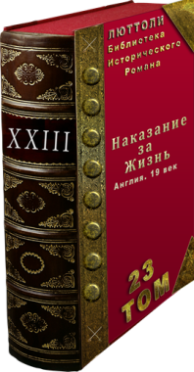 XXIII
ЛЮТТОЛИ
Библиотека
Исторического
Романа
Наказание
за
Жизнь
Англия. 19 век
23
ТОМ